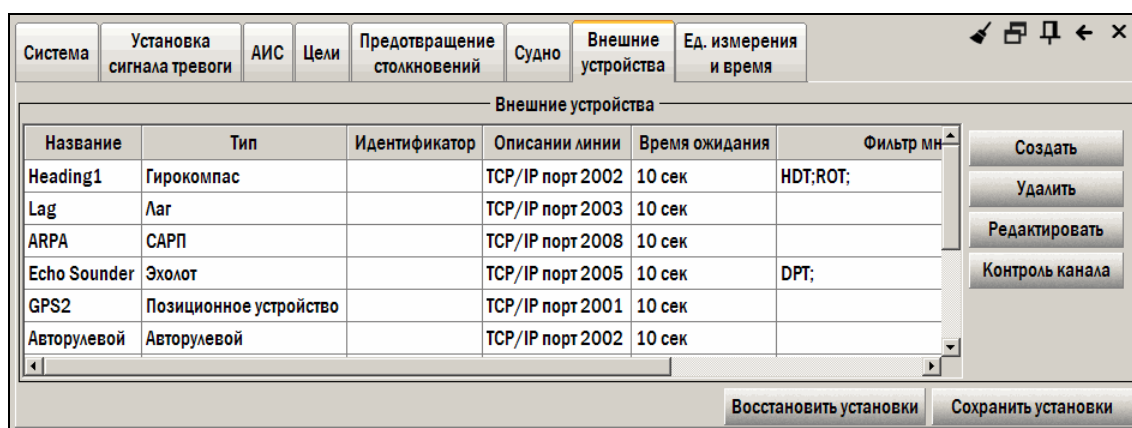 Система Установка сигнала тревоги АИС Цели Предотвращение столкновений Судно Внешние устройства Ед. измерения и время
Внешние устройства
Название Тип Идентификатор Описании линии Время ожидания Фильтр мн
Heading1 Гирокомпас TCP/IP порт 2002 10 сек HDT;ROT;
Lag Лаг TCP/IP порт 2003 10 сек
ARPA САРП TCP/IP порт 2008 10 сек
Echo Sounder Эхолот TCP/IP порт 2005 10 сек DPT;
GPS2 Позиционное устройство TCP/IP порт 2001 10 сек
Авторулевой Авторулевой TCP/IP порт 2002 10 сек
Создать
Удалить
Редактировать
Контроль канала
Восстановить установки Сохранить установки